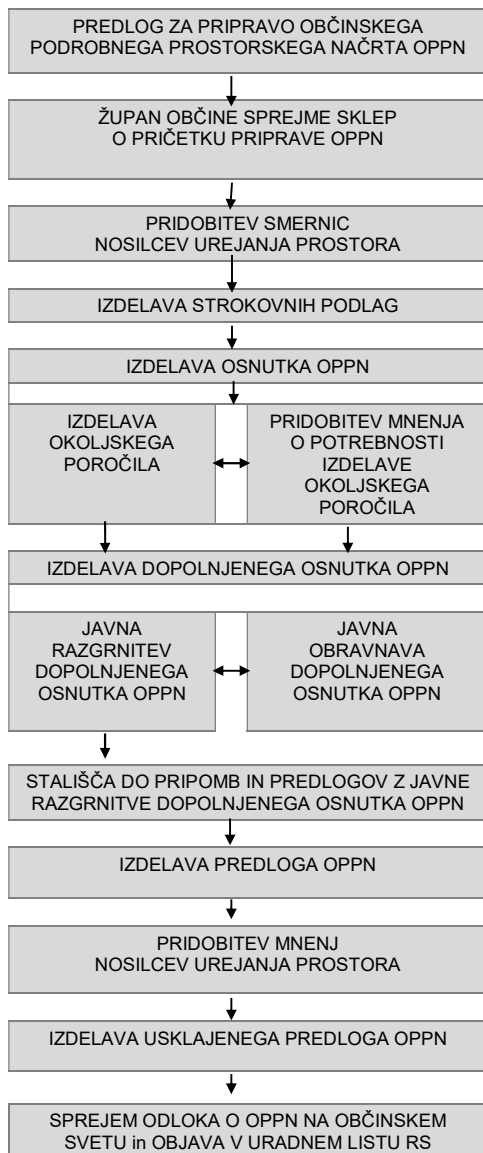 PREDLOG ZA PRIPRAVO OBČINSKEGA
PODROBNEGA PROSTORSKEGA NAČRTA OPPN
ŽUPAN OBČINE SPREJME SKLEP
O PRIČETKU PRIPRAVE OPPN
PRIDOBITEV SMERNIC
NOSILCEV UREJANJA PROSTORA
IZDELAVA STROKOVNIH PODLAG
IZDELAVA OSNUTKA OPPN
IZDELAVA
OKOLJSKEGA
POROČILA
PRIDOBITEV MNENJA
O POTREBNOSTI
IZDELAVE
OKOLJSKEGA
POROČILA
IZDELAVA DOPOLNJENEGA OSNUTKA OPPN
JAVNA
RAZGRNITEV
DOPOLNJENEGA
OSNUTKA OPPN
JAVNA
OBRAVNAVA
DOPOLNJENEGA
OSNUTKA OPPN
STALIŠČA DO PRIPOMB IN PREDLOGOV Z JAVNE
RAZGRNITVE DOPOLNJENEGA OSNUTKA OPPN
IZDELAVA PREDLOGA OPPN
PRIDOBITEV MNENJ
NOSILCEV UREJANJA PROSTORA
IZDELAVA USKLAJENEGA PREDLOGA OPPN
SPREJEM ODLOKA O OPPN NA OBČINSKEM
SVETU in OBJAVA V URADNEM LISTU RS